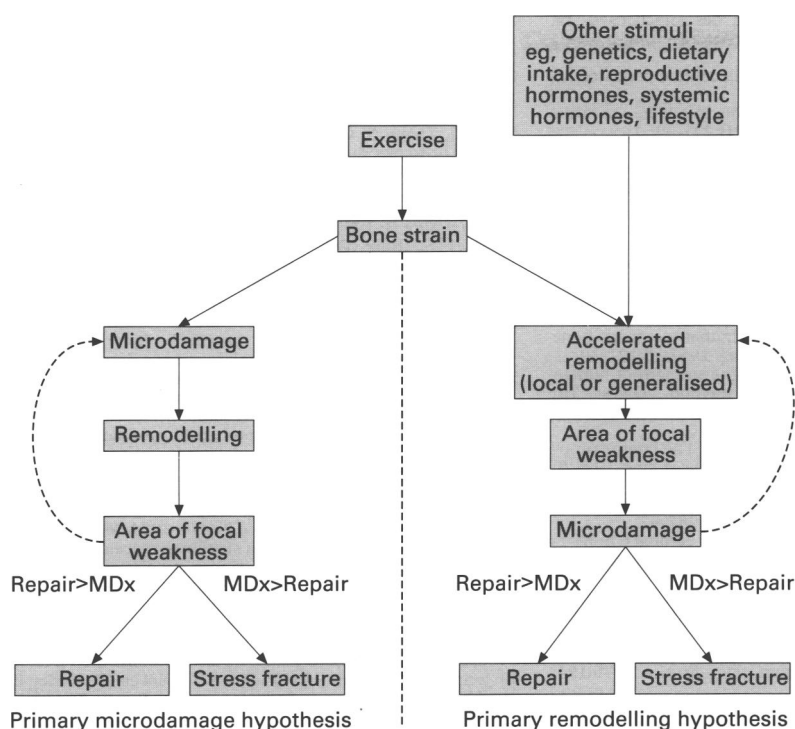 Other stimuli
eg, genetics, dietary
intake, reproductive
hormones, systemic
hormones, lifestyle
Exercise
Bone strain
Microdamage
Remodelling
Area of focal
weakness
Repair>MDx
MDx>Repair
Repair
Stress fracture
Primary microdamage hypothesis
Accelerated
remodelling
(local or generalised)
Area of focal
weakness
Microdamage
Repair>MDx
MDx>Repair
Repair
Stress fracture
Primary remodelling hypothesis